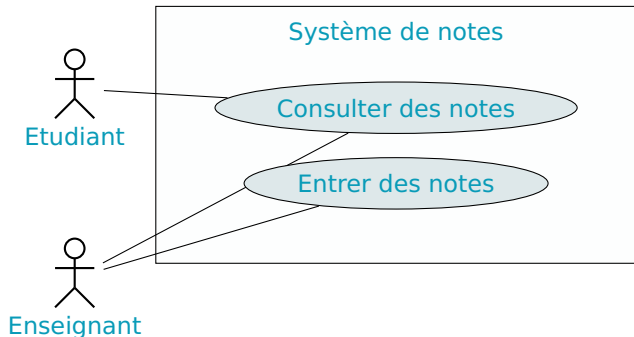 Système de notes
Consulter des notes
Etudiant
Entrer des notes
Enseignant